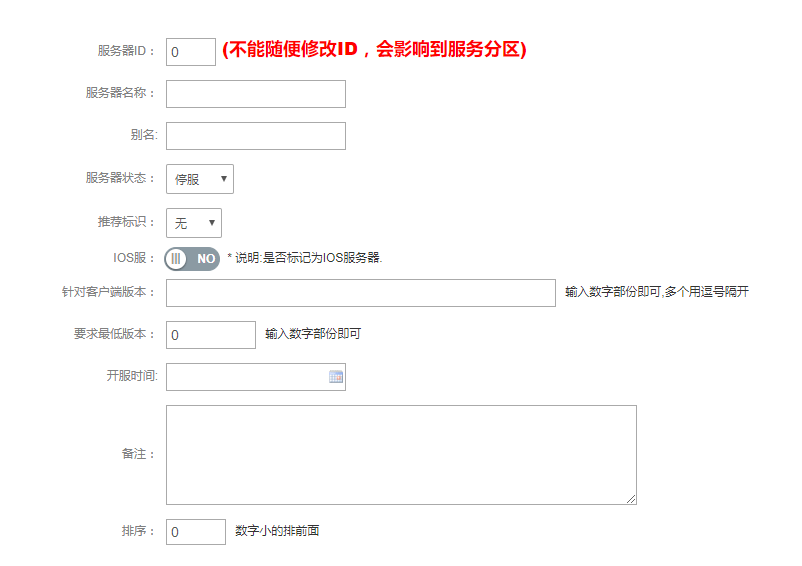 服务器ID： 0 (不能随便修改ID，会影响到服务分区)
服务器名称：
别名:
服务器状态： 停服
推荐标识： 无
IOS服： NO * 说明:是否标记为IOS服务器.
针对客户端版本： 输入数字部份即可,多个用逗号隔开
要求最低版本： 0 输入数字部份即可
开服时间:
备注：
排序： 0 数字小的排前面